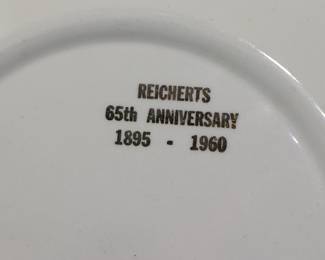 REICHERTS
65th ANNIVERSARY
1895 - 1960